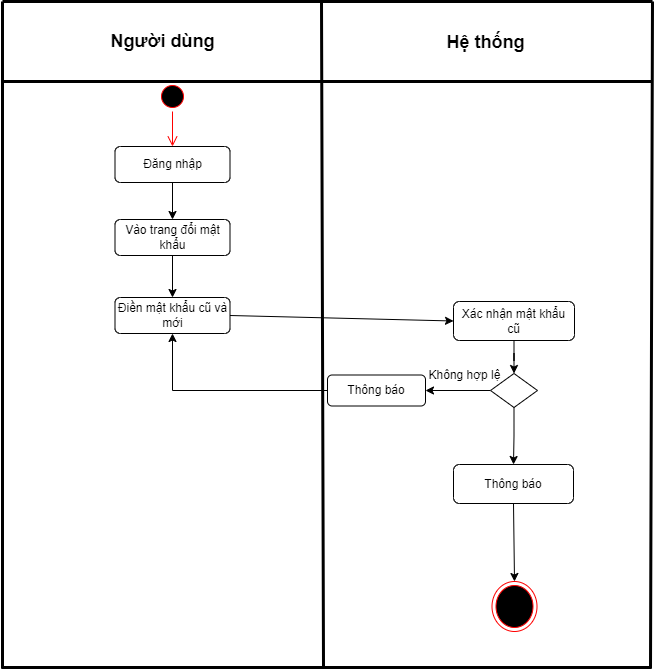 Người dùng
Hệ thống
Đăng nhập
Vào trang đổi mật
khẩu
Điền mật khẩu cũ và
mới
Xác nhận mật khẩu
cũ
Không hợp lệ
Thông báo
Thông báo